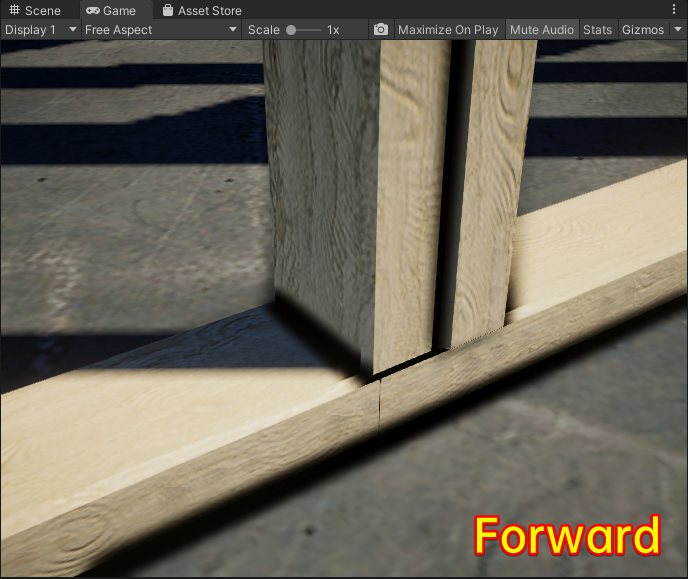 Scene Game Asset Store
Display 1 Free Aspect Scale 1x Maximize On Play Mute Audio Stats Gizmos
Forward